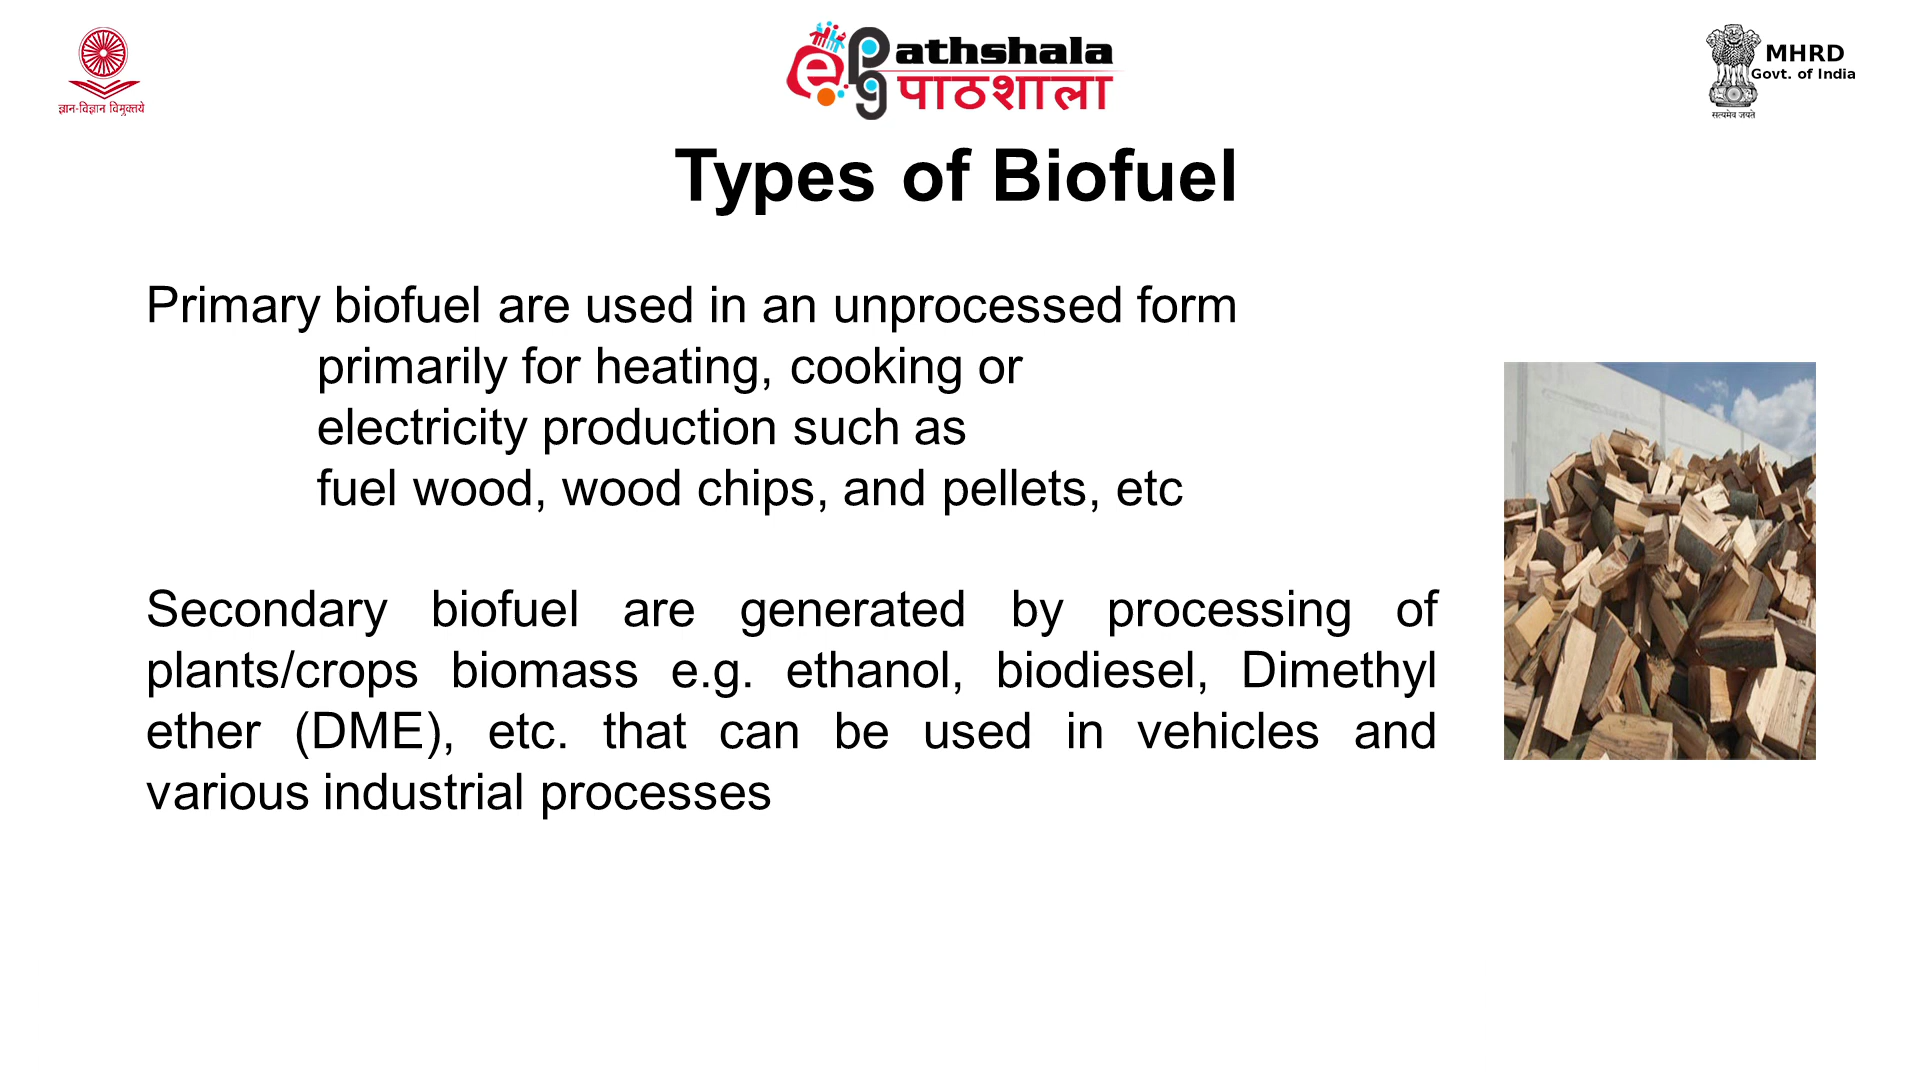 ज्ञान-विज्ञान विमुक्तये
ePG athshala
पाठशाला
MHRD
Govt. of India
सत्यमेव जयते
Types of Biofuel
Primary biofuel are used in an unprocessed form
primarily for heating, cooking or
electricity production such as
fuel wood, wood chips, and pellets, etc
Secondary biofuel are generated by processing of
plants/crops biomass e.g. ethanol, biodiesel, Dimethyl
ether (DME), etc. that can be used in vehicles and
various industrial processes